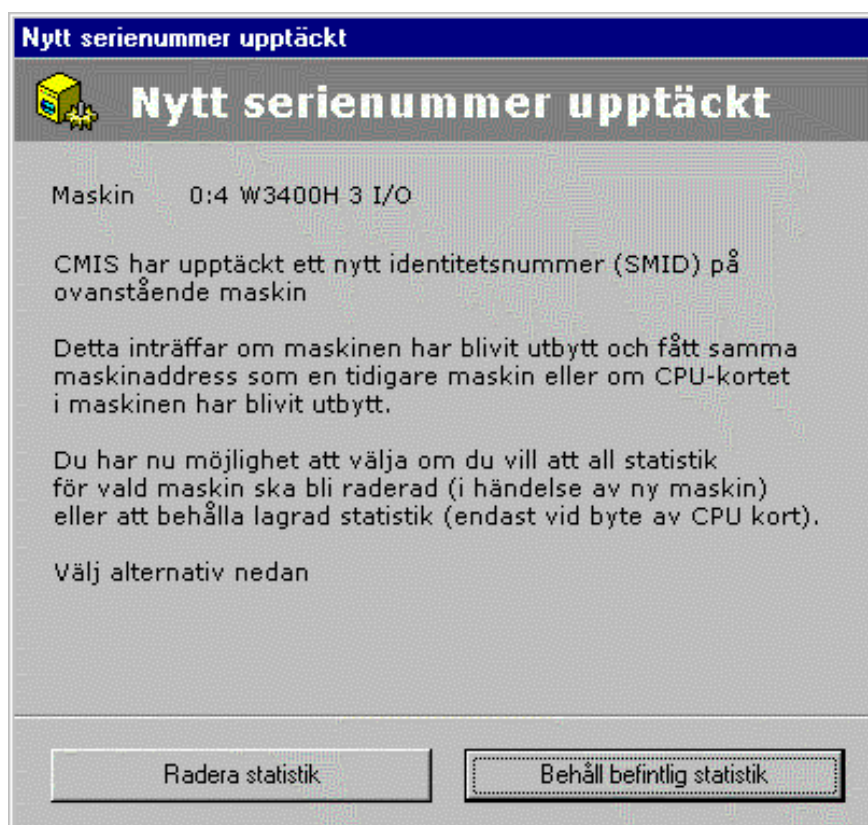 Nytt serienummer upptäckt
Nytt serienummer upptäckt
Maskin 0:4 W3400H 3 I/O
CMIS har upptäckt ett nytt identitetsnummer (SMID) på
ovanstående maskin
Detta inträffar om maskinen har blivit utbytt och fått samma
maskinaddress som en tidigare maskin eller om CPU-kortet
i maskinen har blivit utbytt.
Du har nu möjlighet att välja om du vill att all statistik
för vald maskin ska bli raderad (i händelse av ny maskin)
eller att behålla lagrad statistik (endast vid byte av CPU kort).
Välj alternativ nedan
Radera statistik
Behåll befintlig statistik